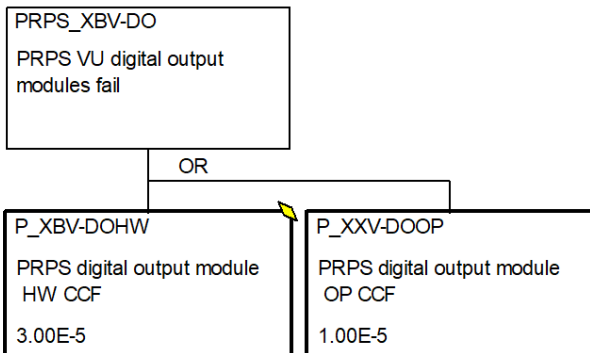 PRPS_XBV-DO
PRPS VU digital output
modules fail
OR
P_XBV-DOHW
PRPS digital output module
HW CCF
3.00E-5
P_XXV-DOOP
PRPS digital output module
OP CCF
1.00E-5